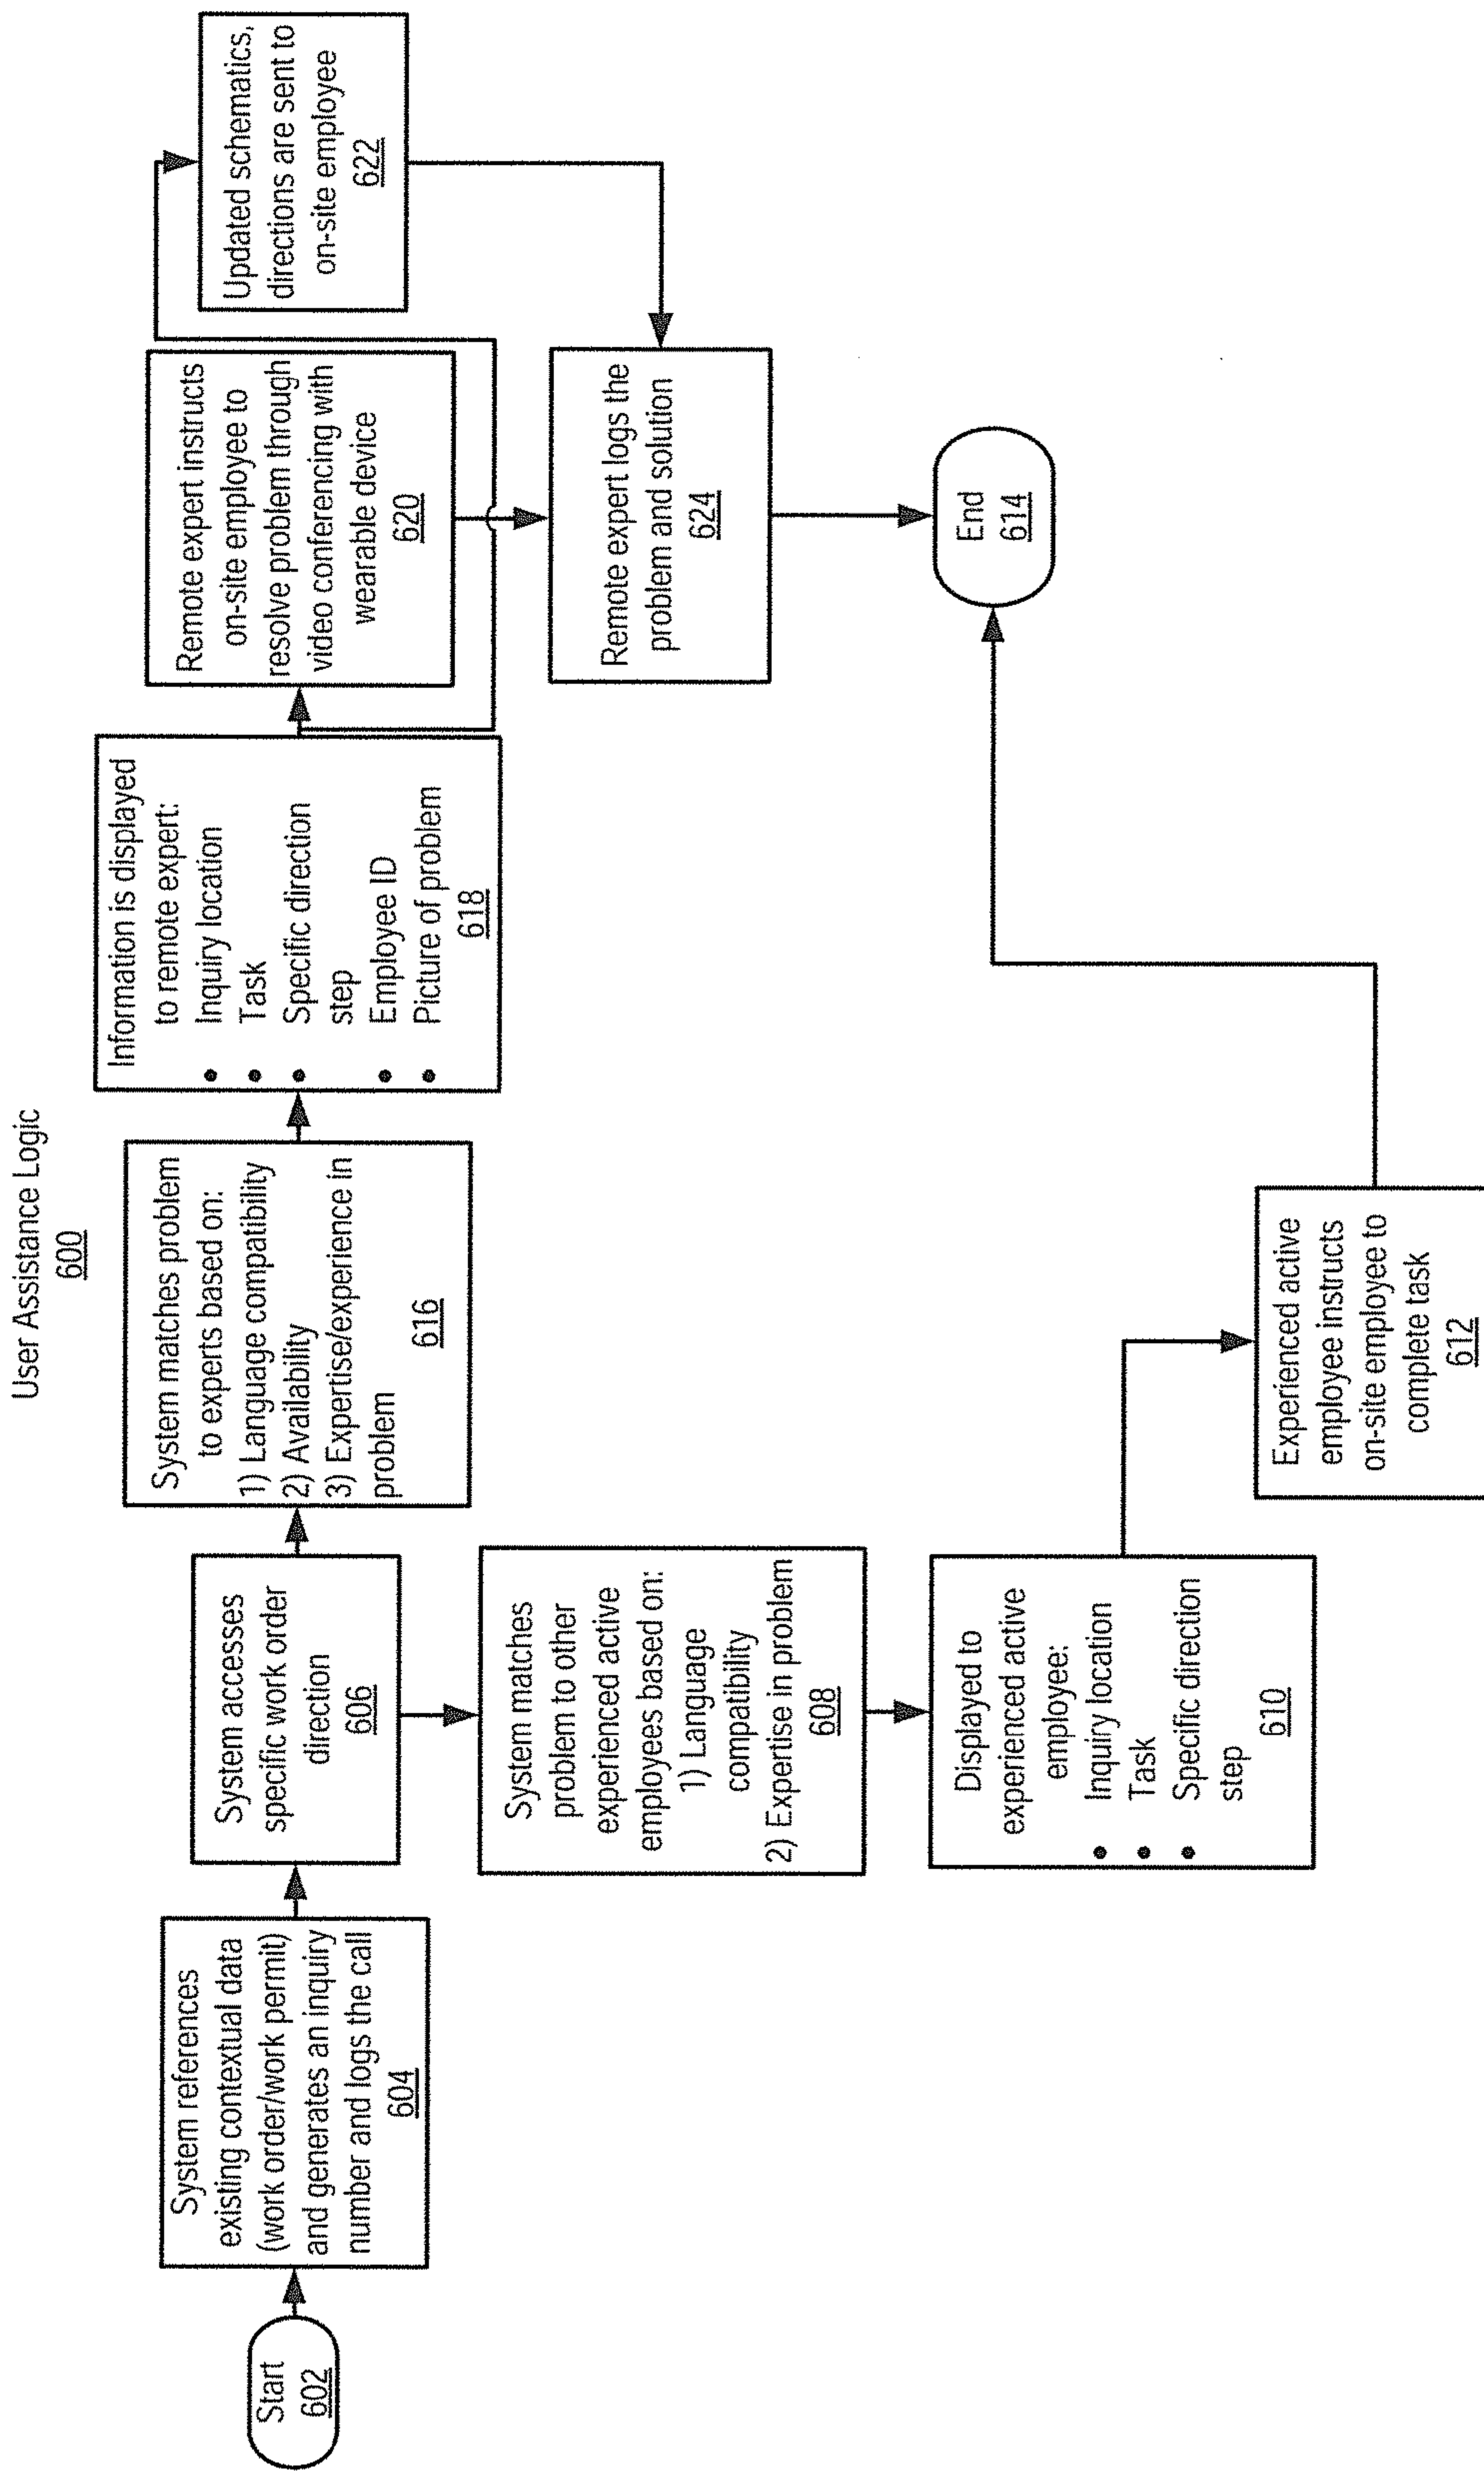 User Assistance Logic
600
Start
602
System references
existing contextual data
(work order/work permit)
and generates an inquiry
number and logs the call
604
System accesses
specific work order
direction
606
System matches problem
to experts based on:
1) Language compatibility
2) Availability
3) Expertise/experience in
problem
616
Information is displayed
to remote expert:
• Inquiry location
• Task
• Specific direction
step
• Employee ID
• Picture of problem
618
Remote expert instructs
on-site employee to
resolve problem through
video conferencing with
wearable device
620
Updated schematics,
directions are sent to
on-site employee
622
System matches
problem to other
experienced active
employees based on:
1) Language
compatibility
2) Expertise in problem
608
Remote expert logs the
problem and solution
624
Displayed to
experienced active
employee:
• Inquiry location
• Task
• Specific direction
step
610
End
614
Experienced active
employee instructs
on-site employee to
complete task
612